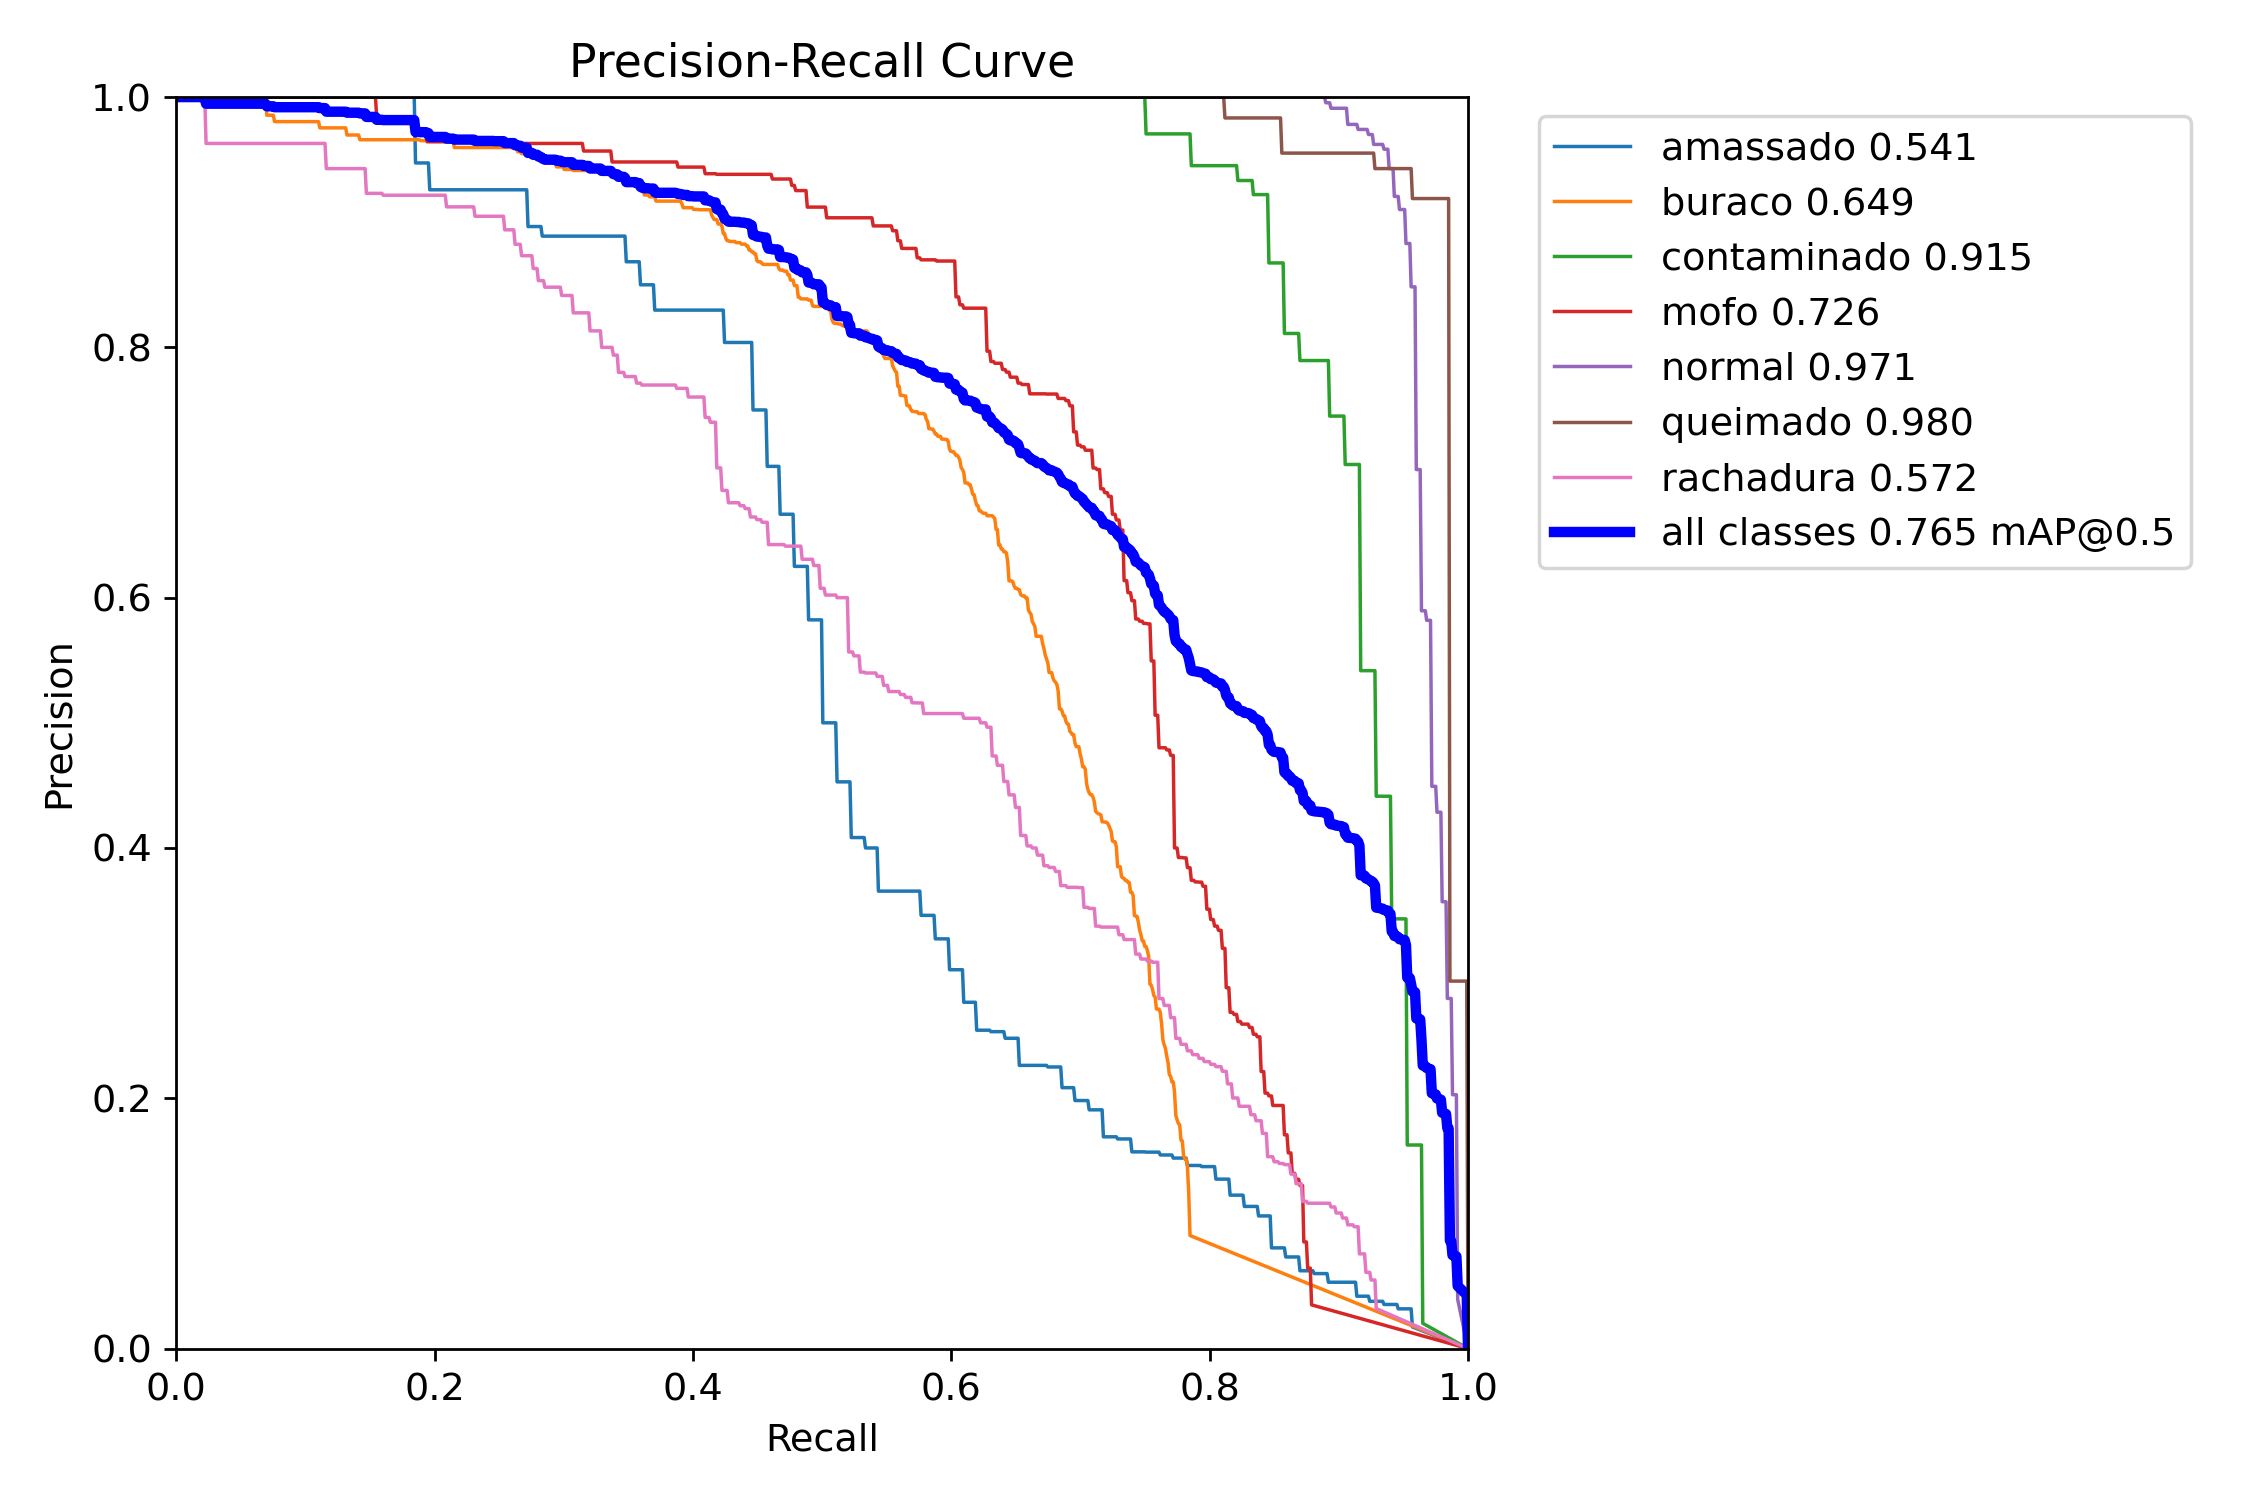 Precision-Recall Curve
1.0
0.8
0.6
0.4
0.2
0.0
Precision
0.0 0.2 0.4 0.6 0.8 1.0
Recall
amassado 0.541
buraco 0.649
contaminado 0.915
mofo 0.726
normal 0.971
queimado 0.980
rachadura 0.572
all classes 0.765 mAP@0.5